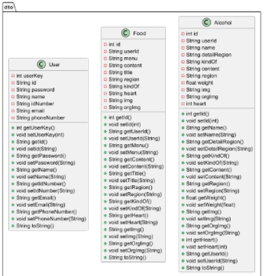 dto
User
int userKey
String id
String password
String name
String idNumber
String email
String phoneNumber
int getUserKey()
void setUserKey(int)
String getId()
void setId(String)
String getPassword()
void setPassword(String)
String getName()
void setName(String)
String getIdNumber()
void setIdNumber(String)
String getEmail()
void setEmail(String)
String getPhoneNumber()
void setPhoneNumber(String)
String toString()
Food
int id
String userId
String menu
String content
String title
String region
String kindOf
int heart
String img
String orgImg
int getId()
void setId(int)
String getUserId()
void setUserId(String)
String getMenu()
void setMenu(String)
String getContent()
void setContent(String)
String getTitle()
void setTitle(String)
String getRegion()
void setRegion(String)
String getKindOf()
void setKindOf(String)
int getHeart()
void setHeart(int)
String getImg()
void setImg(String)
String getOrgImg()
void setOrgImg(String)
String toString()
Alcohol
int id
String userId
String name
String detailRegion
String kindOf
String content
String region
float weight
String img
String orgImg
int heart
int getId()
void setId(int)
String getName()
void setName(String)
String getDetailRegion()
void setDetailRegion(String)
String getKindOf()
void setKindOf(String)
String getContent()
void setContent(String)
String getRegion()
void setRegion(String)
float getWeight()
void setWeight(float)
String getImg()
void setImg(String)
String getOrgImg()
void setOrgImg(String)
int getHeart()
void setHeart(int)
String getUserId()
void setUserId(String)
String toString()